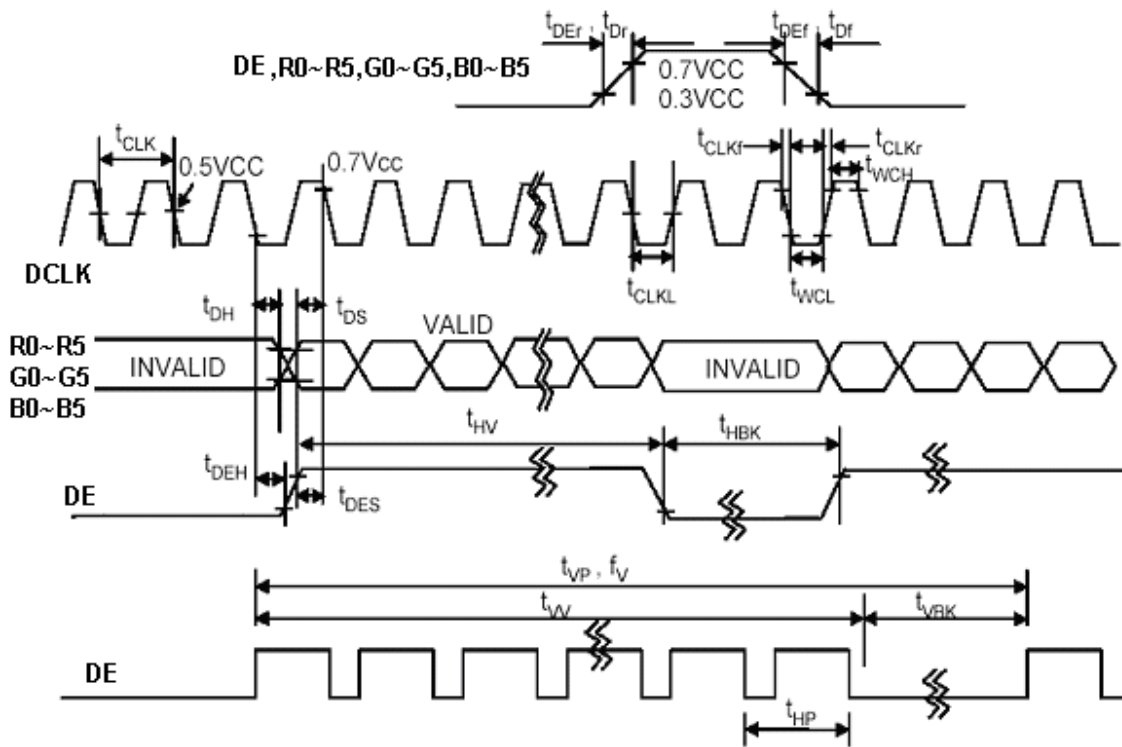 tDEr , tDr
tDEf , tDf
DE ,R0~R5,G0~G5,B0~B5
0.7VCC
0.3VCC
tCLK
0.5VCC
0.7Vcc
tCLKf
tCLKr
tWCH
DCLK
tCLKL
tWCL
tDH
tDS
VALID
R0~R5
G0~G5
B0~B5
INVALID
INVALID
tHV
tHBK
tDEH
tDES
DE
tVP , fV
tVV
tVBK
DE
tHP